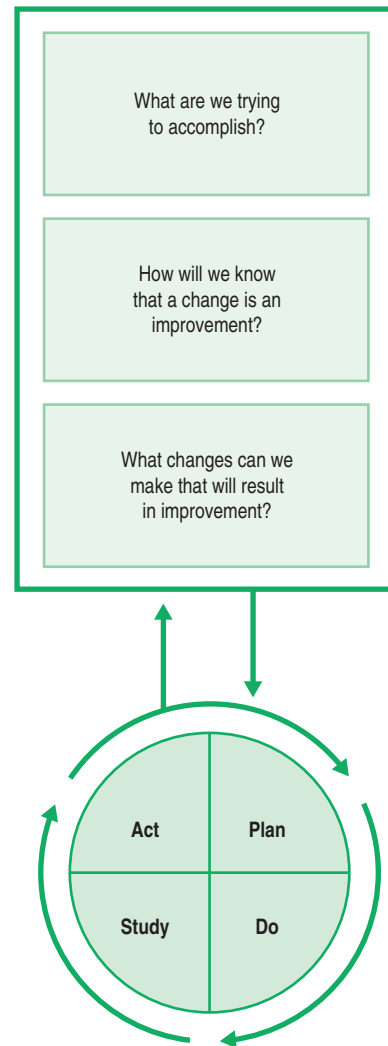 What are we trying
to accomplish?
How will we know
that a change is an
improvement?
What changes can we
make that will result
in improvement?
Act
Plan
Study
Do